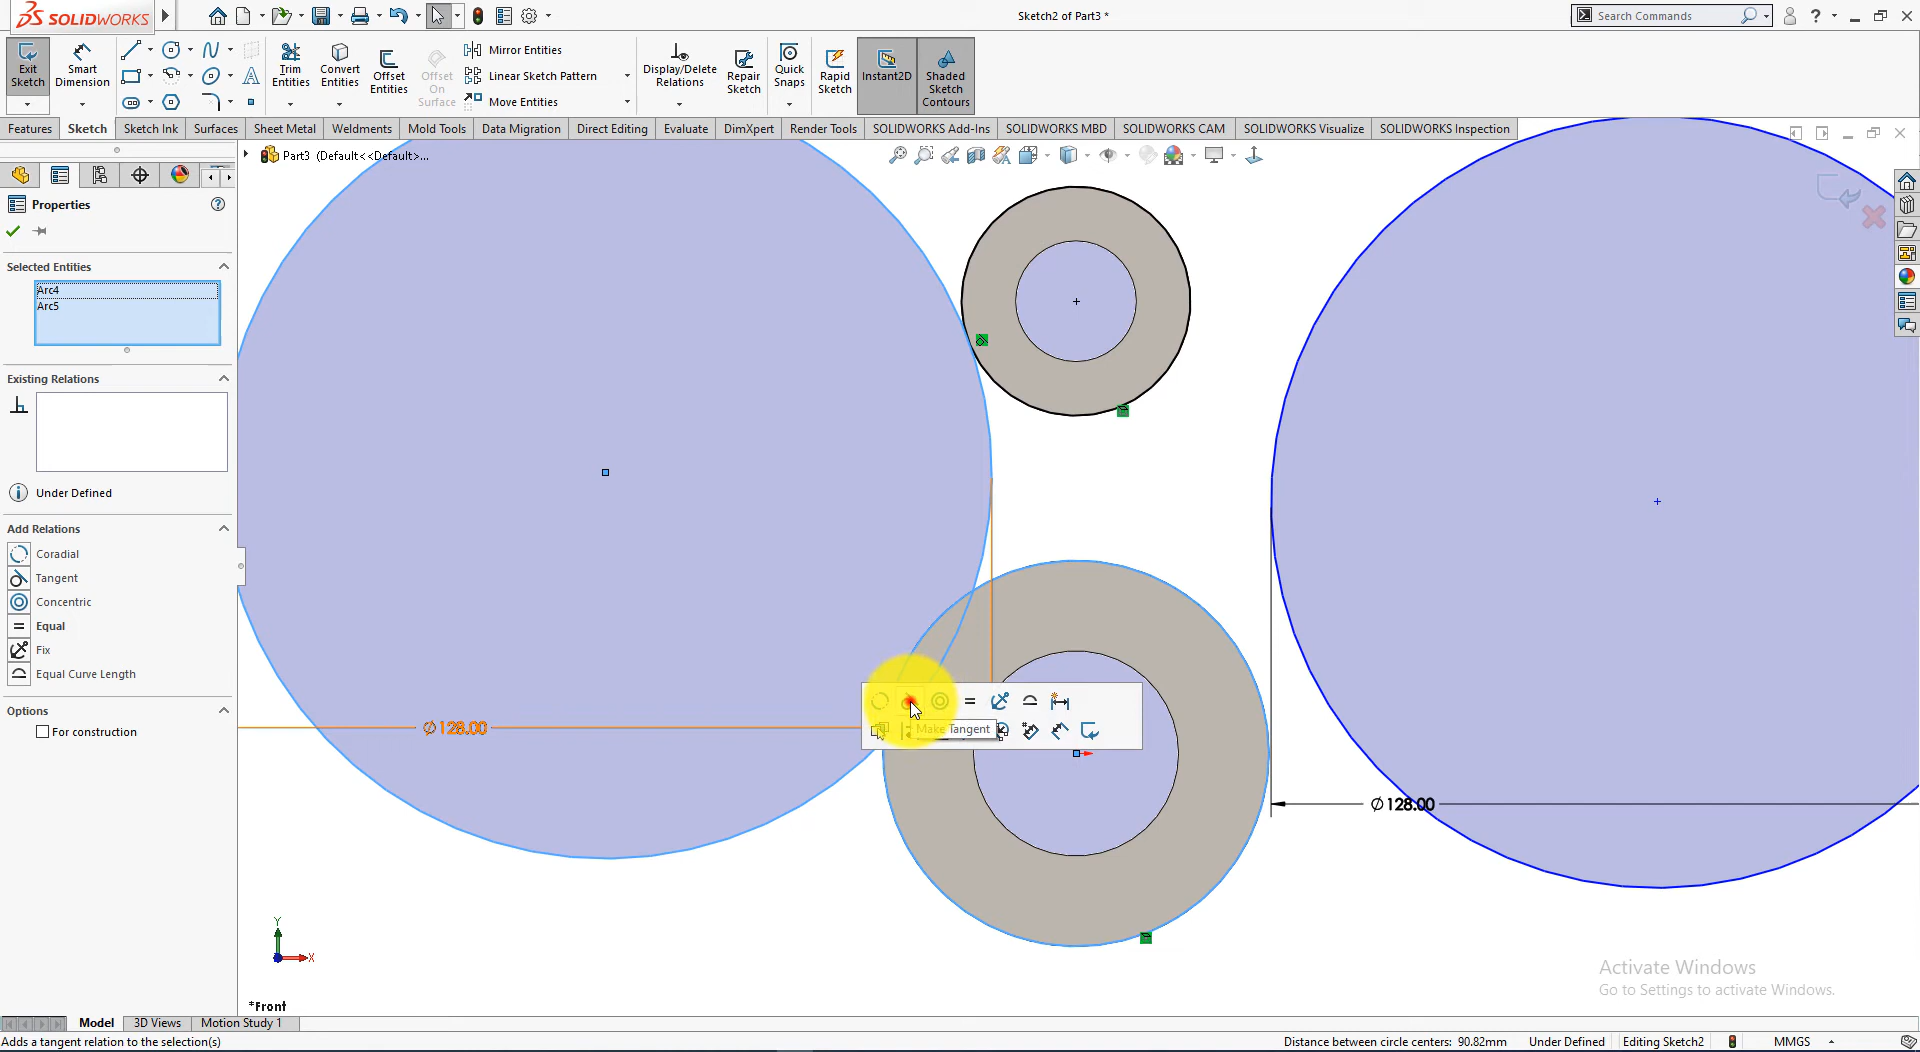 SOLIDWORKS
Sketch2 of Part3 *
Search Commands
Exit Sketch
Smart Dimension
Trim Entities
Convert Entities
Offset Entities
Offset On Surface
Mirror Entities
Linear Sketch Pattern
Move Entities
Display/Delete Relations
Repair Sketch
Quick Snaps
Rapid Sketch
Instant2D
Shaded Sketch Contours
Features
Sketch
Sketch Ink
Surfaces
Sheet Metal
Weldments
Mold Tools
Data Migration
Direct Editing
Evaluate
DimXpert
Render Tools
SOLIDWORKS Add-Ins
SOLIDWORKS MBD
SOLIDWORKS CAM
SOLIDWORKS Visualize
SOLIDWORKS Inspection
Part3 (Default<<Default>...
Properties
Selected Entities
Arc4
Arc5
Existing Relations
Under Defined
Add Relations
Coradial
Tangent
Concentric
Equal
Fix
Equal Curve Length
Options
For construction
Ø128.00
Make Tangent
Ø128.00
Y
X
*Front
Activate Windows
Go to Settings to activate Windows.
Model
3D Views
Motion Study 1
Adds a tangent relation to the selection(s)
Distance between circle centers: 90.82mm
Under Defined
Editing Sketch2
MMGS